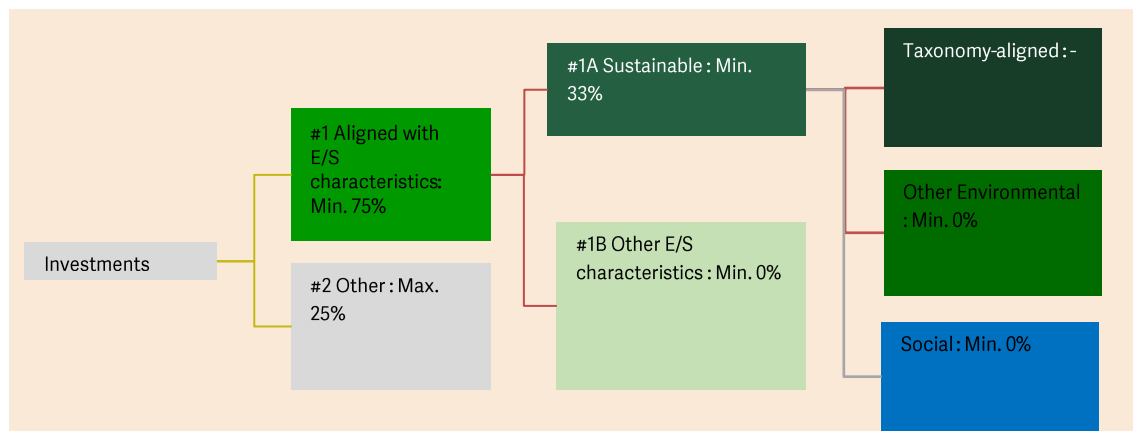 Investments
#1 Aligned with
E/S
characteristics:
Min. 75%
#2 Other : Max.
25%
#1A Sustainable : Min.
33%
#1B Other E/S
characteristics : Min. 0%
Taxonomy-aligned : -
Other Environmental
: Min. 0%
Social : Min. 0%